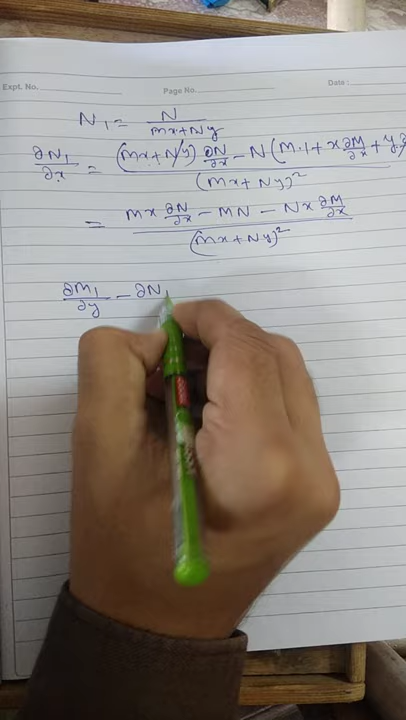 Expt. No. Page No. Date :
N₁ = N / (mx+Ny)
∂N₁/∂x = ((mx+Ny) ∂N/∂x − N(M.1 + x ∂M/∂x + y ∂ / (mx+Ny)²
= (mx ∂N/∂x − MN − Nx ∂M/∂x) / (mx+Ny)²
∂M₁/∂y − ∂N₁